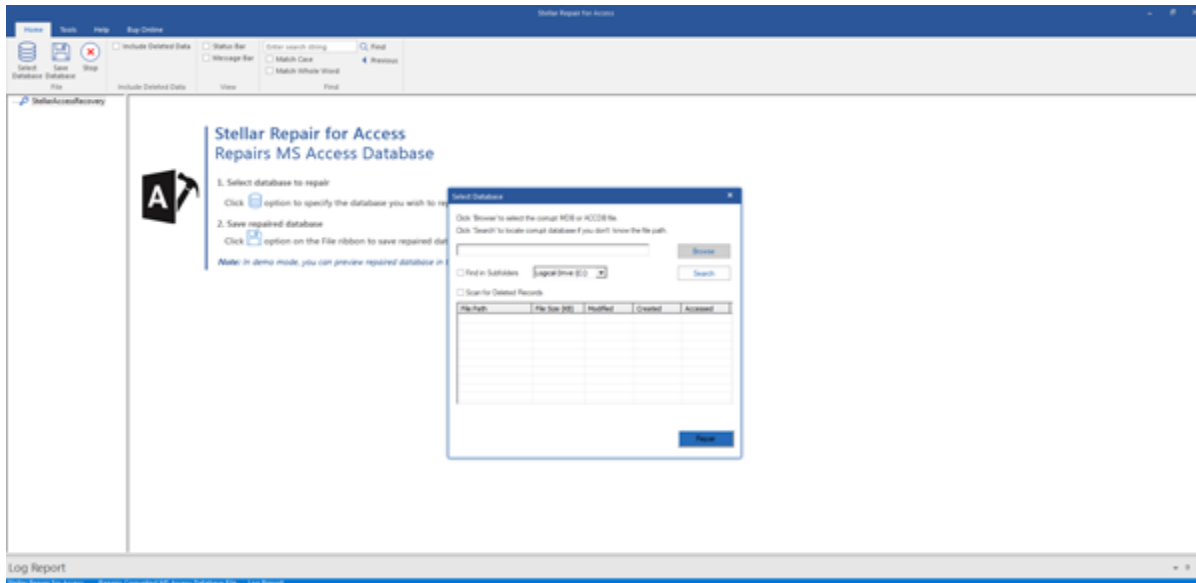 Stellar Repair for Access
Home Tools Help Buy Online
Include Deleted Data
Status Bar
Message Bar
Enter search string
Match Case
Match Whole Word
Find
Previous
Select Database
Save Database
Stop
File
Include Deleted Data
View
Find
StellarAccessRecovery
A
Stellar Repair for Access
Repairs MS Access Database
1. Select database to repair
Click option to specify the database you wish to re
2. Save repaired database
Click option on the File ribbon to save repaired dat
Note: In demo mode, you can preview repaired database in
Select Database
Click 'Browse' to select the corrupt MDB or ACCDB file.
Click 'Search' to locate corrupt database if you don't know the file path.
Browse
Find in Subfolders
Search
Scan for Deleted Records
File Path File Size (KB) Modified Created Accessed
Repair
Log Report